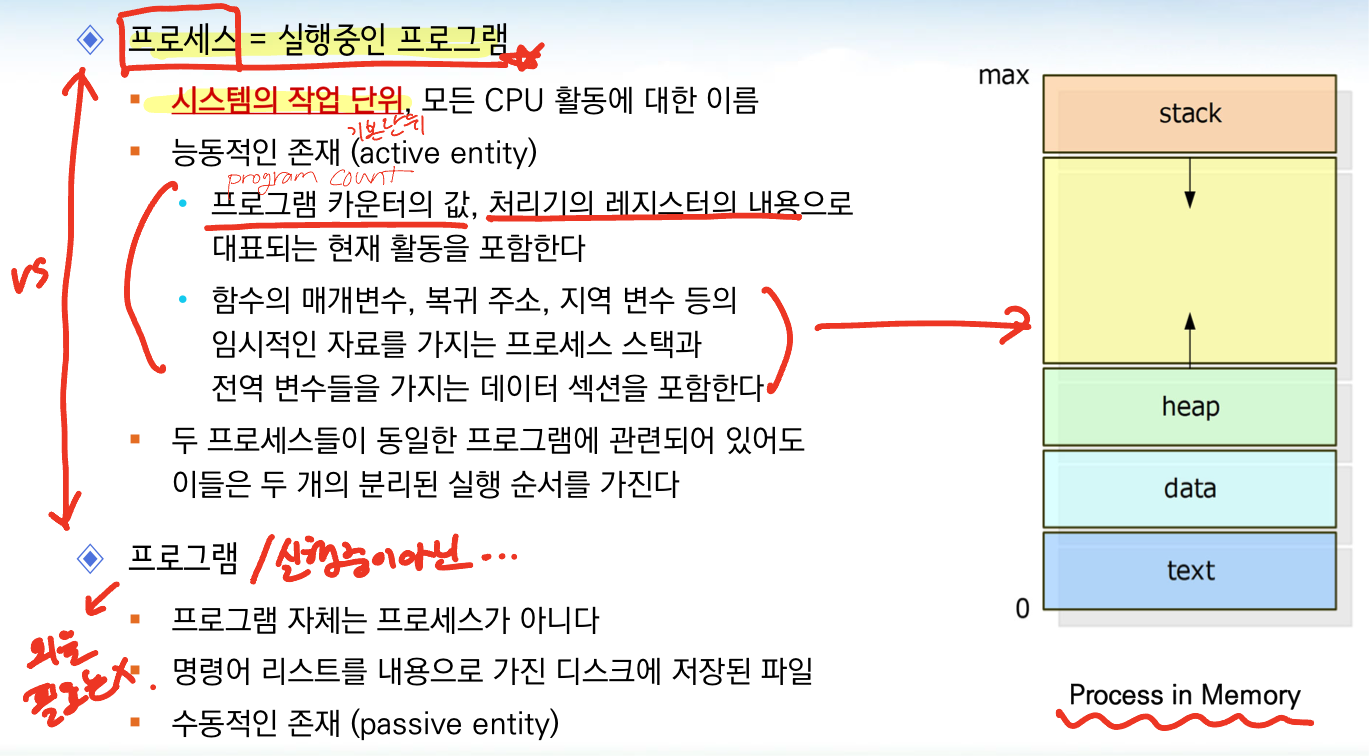 프로세스 = 실행중인 프로그램
시스템의 작업 단위, 모든 CPU 활동에 대한 이름
기본단위
능동적인 존재 (active entity)
program count
프로그램 카운터의 값, 처리기의 레지스터의 내용으로
대표되는 현재 활동을 포함한다
함수의 매개변수, 복귀 주소, 지역 변수 등의
임시적인 자료를 가지는 프로세스 스택과
전역 변수들을 가지는 데이터 섹션을 포함한다
두 프로세스들이 동일한 프로그램에 관련되어 있어도
이들은 두 개의 분리된 실행 순서를 가진다
vs
프로그램 /실행중이아닌 ...
프로그램 자체는 프로세스가 아니다
명령어 리스트를 내용으로 가진 디스크에 저장된 파일
수동적인 존재 (passive entity)
외울
필요는X.
max
stack
heap
data
text
0
Process in Memory